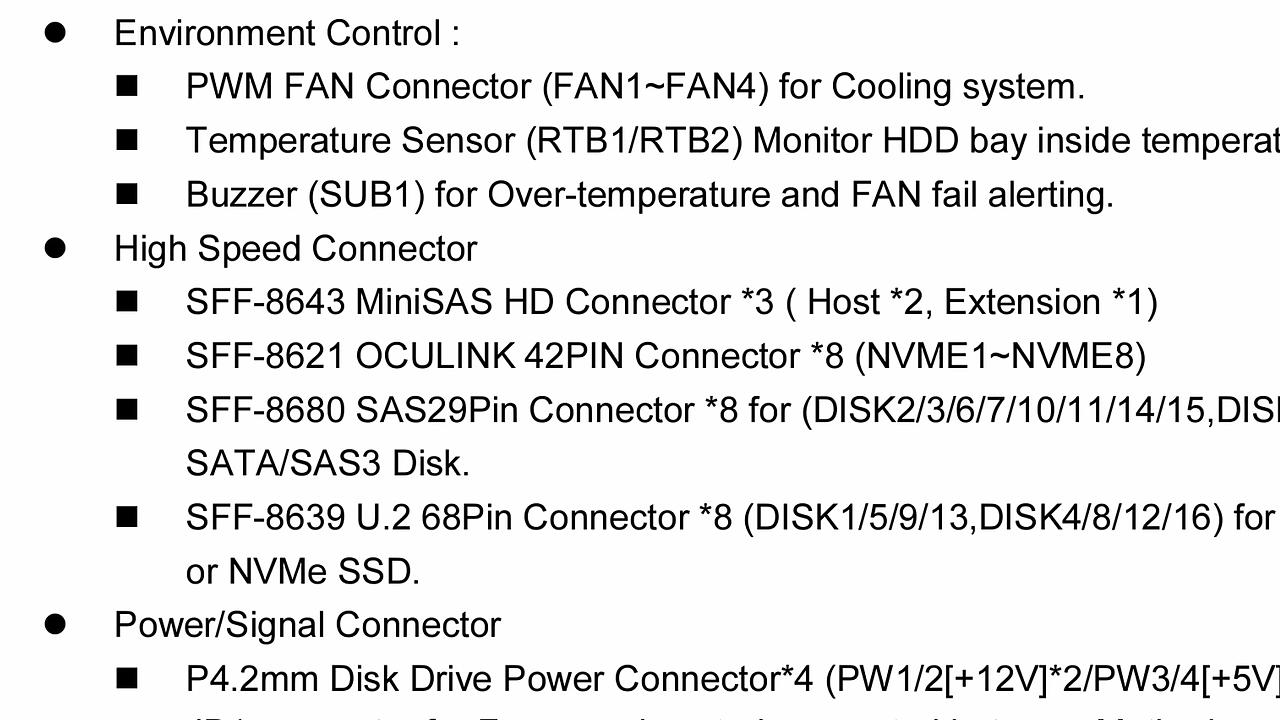 ● Environment Control :
■ PWM FAN Connector (FAN1~FAN4) for Cooling system.
■ Temperature Sensor (RTB1/RTB2) Monitor HDD bay inside
■ Buzzer (SUB1) for Over-temperature and FAN fail alerting.
● High Speed Connector
■ SFF-8643 MiniSAS HD Connector *3 ( Host *2, Extension *1)
■ SFF-8621 OCULINK 42PIN Connector *8 (NVME1~NVME8)
■ SFF-8680 SAS29Pin Connector *8 for (DISK2/3/6/7/10/11/14/15,
SATA/SAS3 Disk.
■ SFF-8639 U.2 68Pin Connector *8 (DISK1/5/9/13,DISK4/8/12/16) for
or NVMe SSD.
● Power/Signal Connector
■ P4.2mm Disk Drive Power Connector*4 (PW1/2[+12V]*2/PW3/4[+5V]